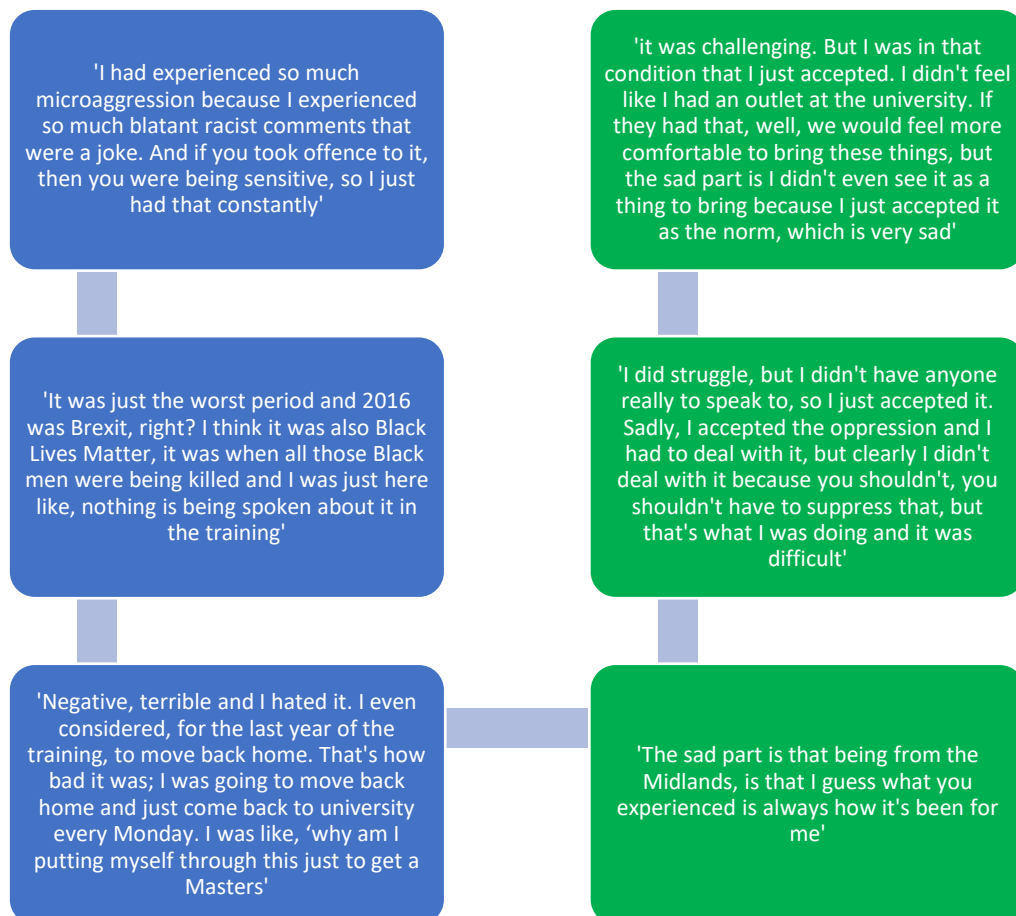 'I had experienced so much
microaggression because I experienced
so much blatant racist comments that
were a joke. And if you took offence to it,
then you were being sensitive, so I just
had that constantly'
'It was just the worst period and 2016
was Brexit, right? I think it was also Black
Lives Matter, it was when all those Black
men were being killed and I was just here
like, nothing is being spoken about it in
the training'
'Negative, terrible and I hated it. I even
considered, for the last year of the
training, to move back home. That's how
bad it was; I was going to move back
home and just come back to university
every Monday. I was like, ‘why am I
putting myself through this just to get a
Masters'
'The sad part is that being from the
Midlands, is that I guess what you
experienced is always how it's been for
me'
'I did struggle, but I didn't have anyone
really to speak to, so I just accepted it.
Sadly, I accepted the oppression and I
had to deal with it, but clearly I didn't
deal with it because you shouldn't, you
shouldn't have to suppress that, but
that's what I was doing and it was
difficult'
'it was challenging. But I was in that
condition that I just accepted. I didn't feel
like I had an outlet at the university. If
they had that, well, we would feel more
comfortable to bring these things, but
the sad part is I didn't even see it as a
thing to bring because I just accepted it
as the norm, which is very sad'